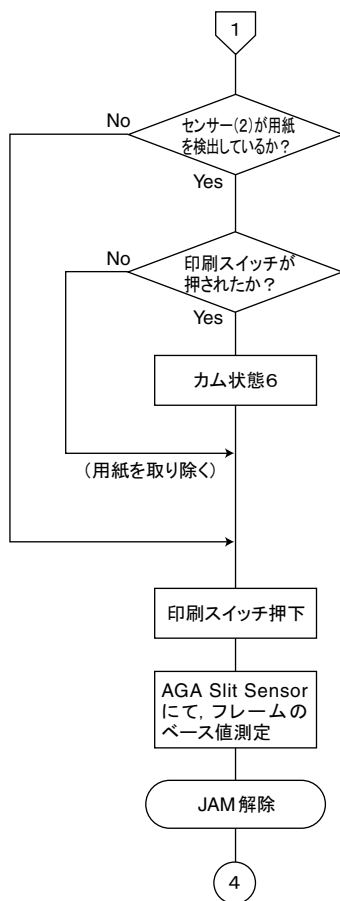 1
No
センサー(2)が用紙
を検出しているか？
Yes
No
印刷スイッチが
押されたか？
Yes
カム状態6
(用紙を取り除く)
印刷スイッチ押下
AGA Slit Sensor
にて，フレームの
ベース値測定
JAM 解除
4